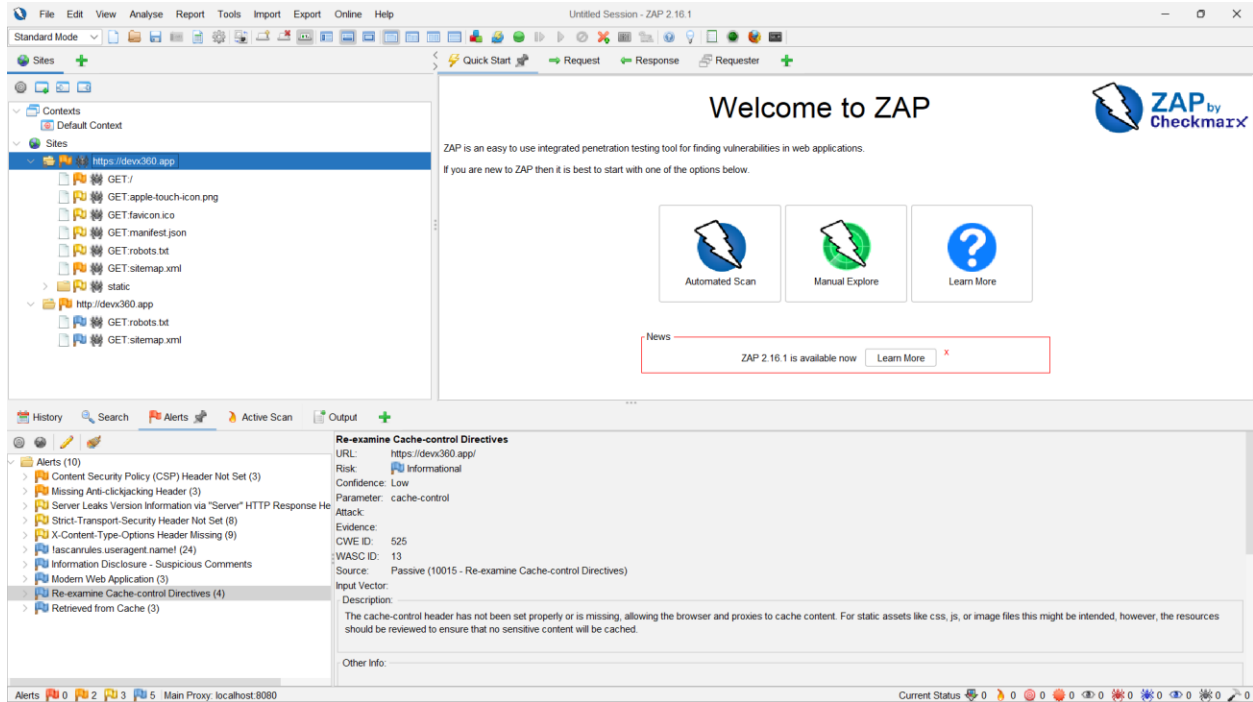 File Edit View Analyse Report Tools Import Export Online Help Untitled Session - ZAP 2.16.1
Standard Mode
Sites
Quick Start Request Response Requester
Contexts
Default Context
Sites
https://devx360.app
GET:/
GET:apple-touch-icon.png
GET:favicon.ico
GET:manifest.json
GET:robots.txt
GET:sitemap.xml
static
http://devx360.app
GET:robots.txt
GET:sitemap.xml
Welcome to ZAP
ZAP by
Checkmarx
ZAP is an easy to use integrated penetration testing tool for finding vulnerabilities in web applications.
If you are new to ZAP then it is best to start with one of the options below.
Automated Scan Manual Explore Learn More
News
ZAP 2.16.1 is available now Learn More x
History Search Alerts Active Scan Output
Alerts (10)
Content Security Policy (CSP) Header Not Set (3)
Missing Anti-clickjacking Header (3)
Server Leaks Version Information via "Server" HTTP Response He
Strict-Transport-Security Header Not Set (8)
X-Content-Type-Options Header Missing (9)
!ascanrules.useragent.name! (24)
Information Disclosure - Suspicious Comments
Modern Web Application (3)
Re-examine Cache-control Directives (4)
Retrieved from Cache (3)
Re-examine Cache-control Directives
URL: https://devx360.app/
Risk: Informational
Confidence: Low
Parameter: cache-control
Attack:
Evidence:
CWE ID: 525
WASC ID: 13
Source: Passive (10015 - Re-examine Cache-control Directives)
Input Vector:
Description:
The cache-control header has not been set properly or is missing, allowing the browser and proxies to cache content. For static assets like css, js, or image files this might be intended, however, the resources
should be reviewed to ensure that no sensitive content will be cached.
Other Info:
Alerts 0 2 3 5 Main Proxy: localhost:8080 Current Status 0 0 0 0 0 0 0 0 0 0